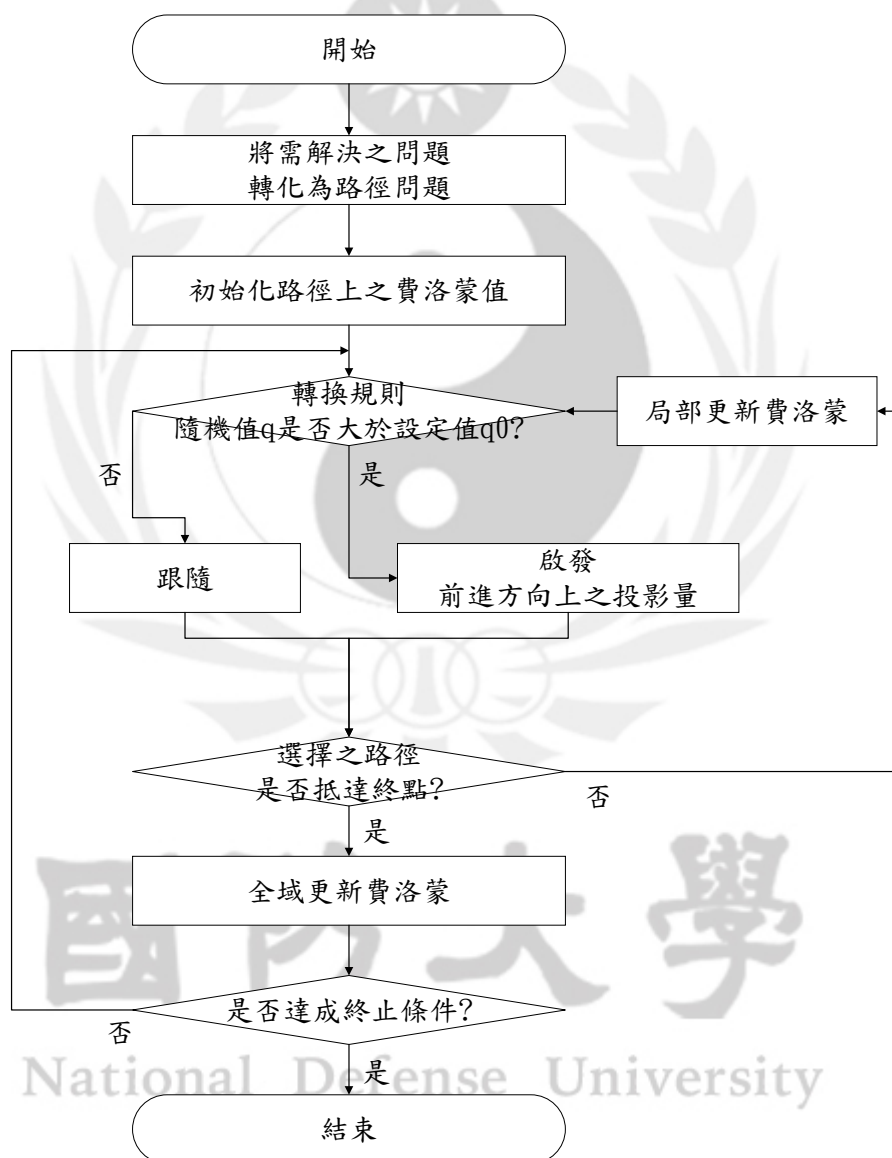 開始
將需解決之問題
轉化為路徑問題
初始化路徑上之費洛蒙值
轉換規則
隨機值q是否大於設定值q0?
局部更新費洛蒙
否
是
跟隨
啟發
前進方向上之投影量
選擇之路徑
是否抵達終點?
否
是
全域更新費洛蒙
國防大學
是否達成終止條件?
否
是
National Defense University
結束